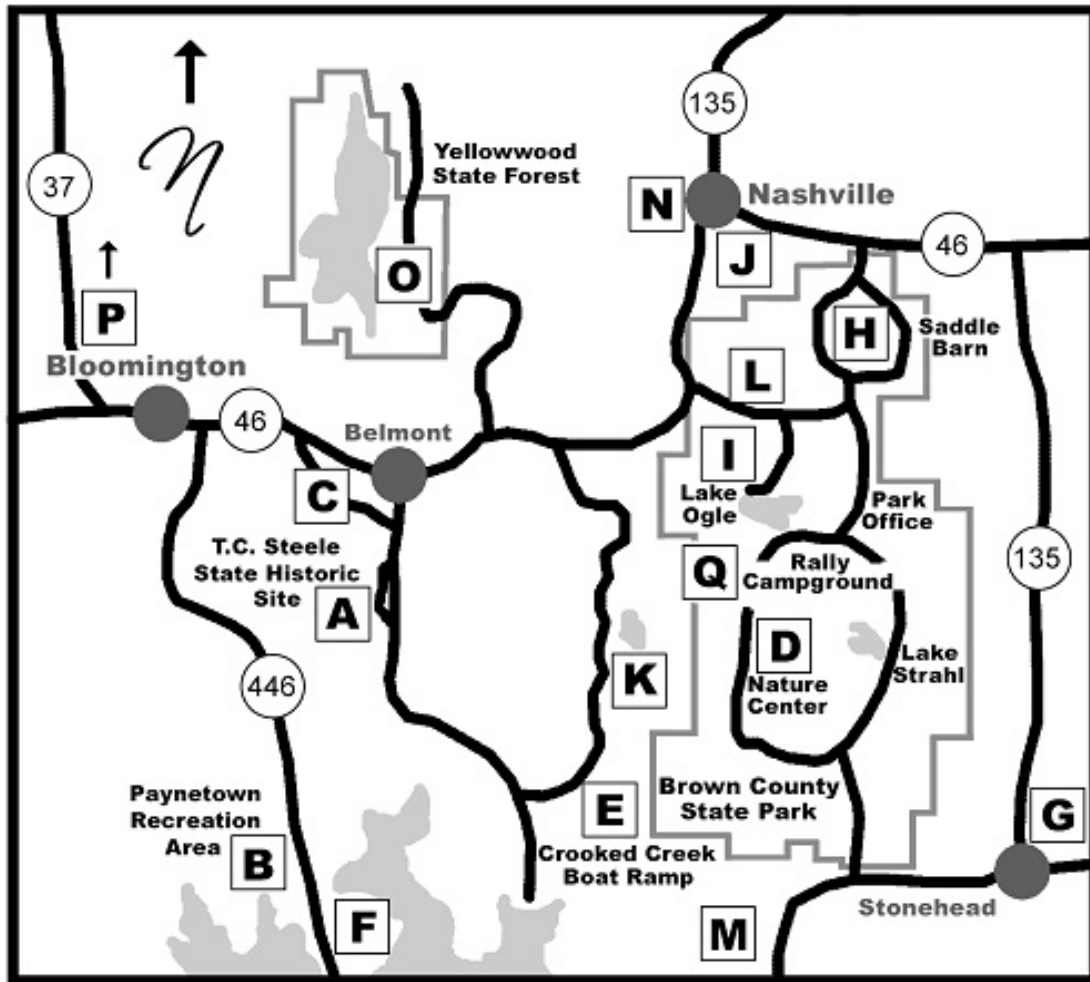 135
Yellowwood
State Forest
37
N
Nashville
N
46
J
O
P
H
Saddle
Barn
Bloomington
L
46
Belmont
I
C
Lake
Ogle
Park
Office
T.C. Steele
State Historic
Site
Q
Rally
Campground
135
A
D
Lake
Strahl
K
Nature
Center
446
Paynetown
Recreation
Area
Brown County
State Park
E
G
B
Crooked Creek
Boat Ramp
F
M
Stonehead